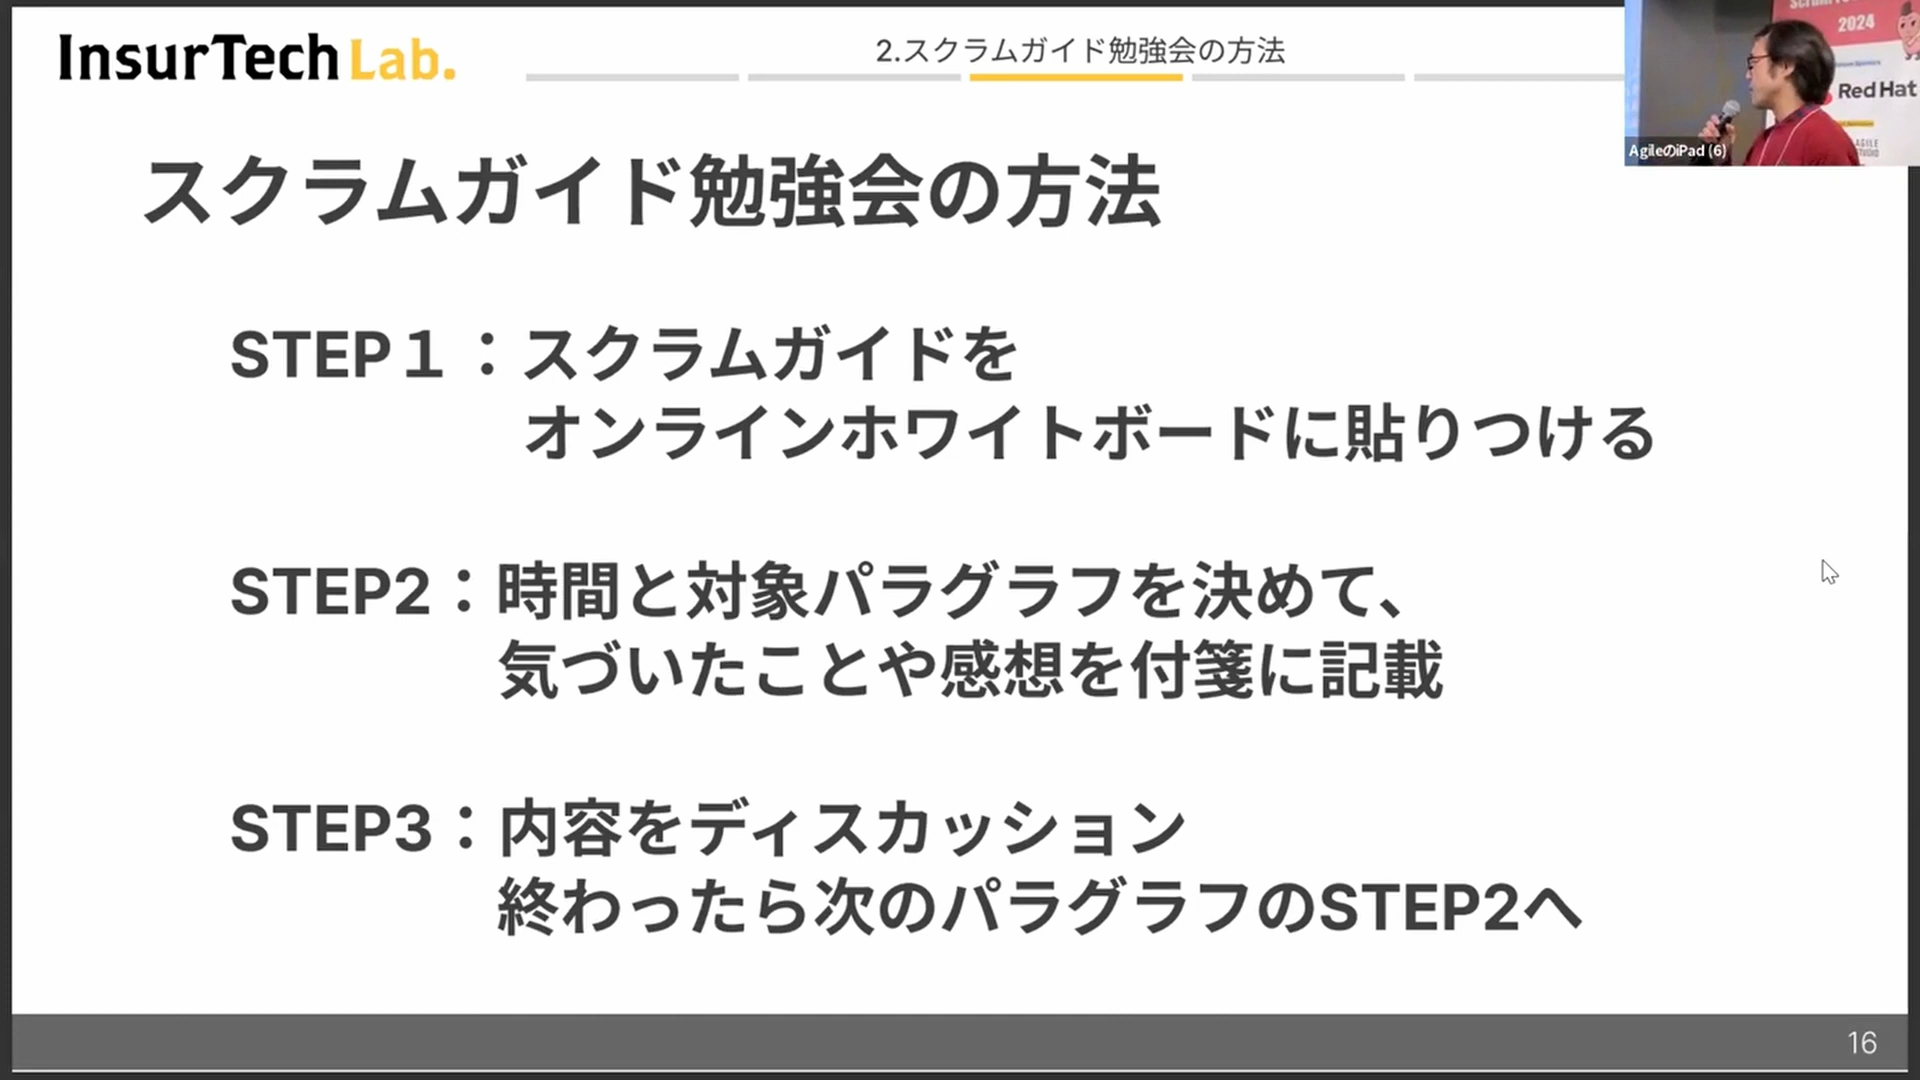 InsurTech Lab.
2.スクラムガイド勉強会の方法
2024
Red Hat
AgileのiPad (6)
スクラムガイド勉強会の方法
STEP１：スクラムガイドを
オンラインホワイトボードに貼りつける
STEP2：時間と対象パラグラフを決めて、
気づいたことや感想を付箋に記載
STEP3：内容をディスカッション
終わったら次のパラグラフのSTEP2へ
16